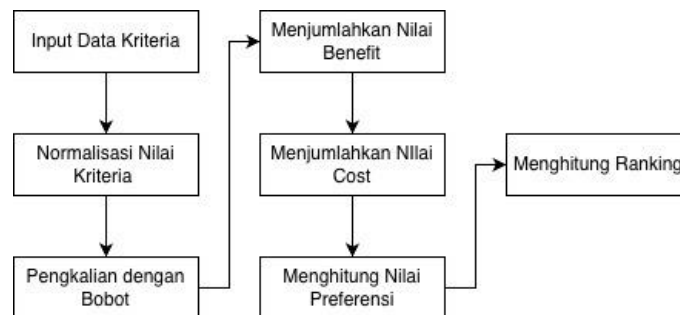 Input Data Kriteria
Normalisasi Nilai
Kriteria
Pengkalian dengan
Bobot
Menjumlahkan Nilai
Benefit
Menjumlahkan NIlai
Cost
Menghitung Nilai
Preferensi
Menghitung Ranking